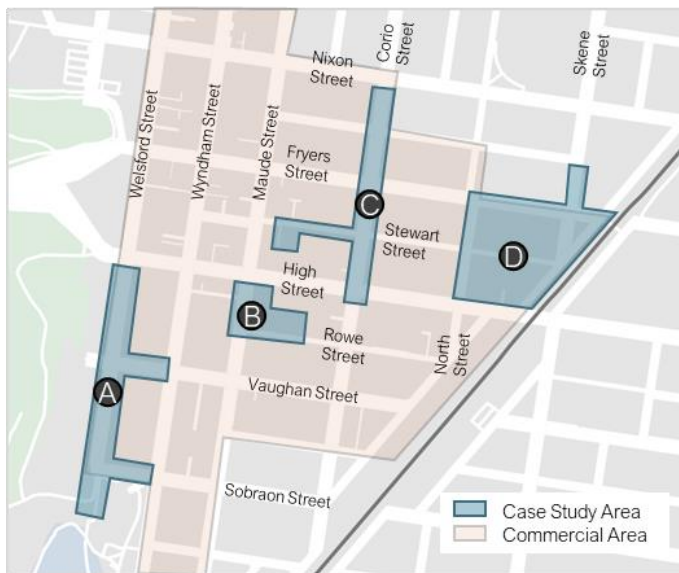 Nixon
Street
Corio
Street
Skene
Street
Welsford Street
Wyndham Street
Maude Street
Fryers
Street
C
Stewart
Street
D
High
Street
B
Rowe
Street
North
Street
A
Vaughan Street
Sobraon Street
Case Study Area
Commercial Area